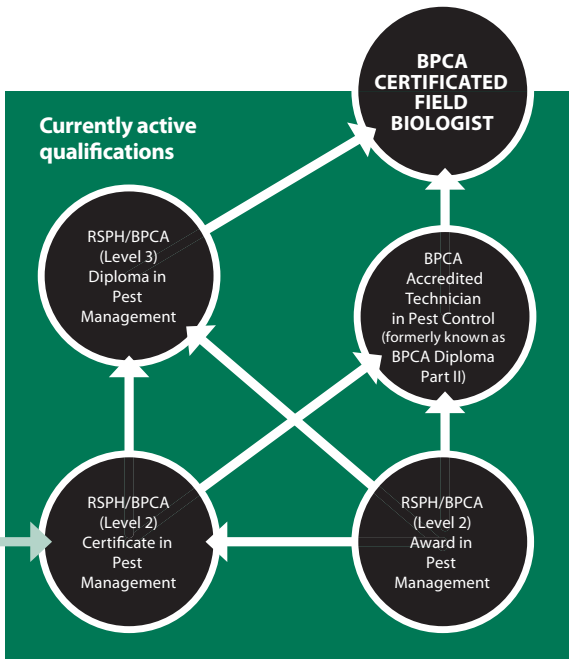 BPCA
CERTIFICATED
FIELD
BIOLOGIST
Currently active
qualifications
RSPH/BPCA
(Level 3)
Diploma in
Pest
Management
BPCA
Accredited
Technician
in Pest Control
(formerly known as
BPCA Diploma
Part II)
RSPH/BPCA
(Level 2)
Certificate in
Pest
Management
RSPH/BPCA
(Level 2)
Award in
Pest
Management